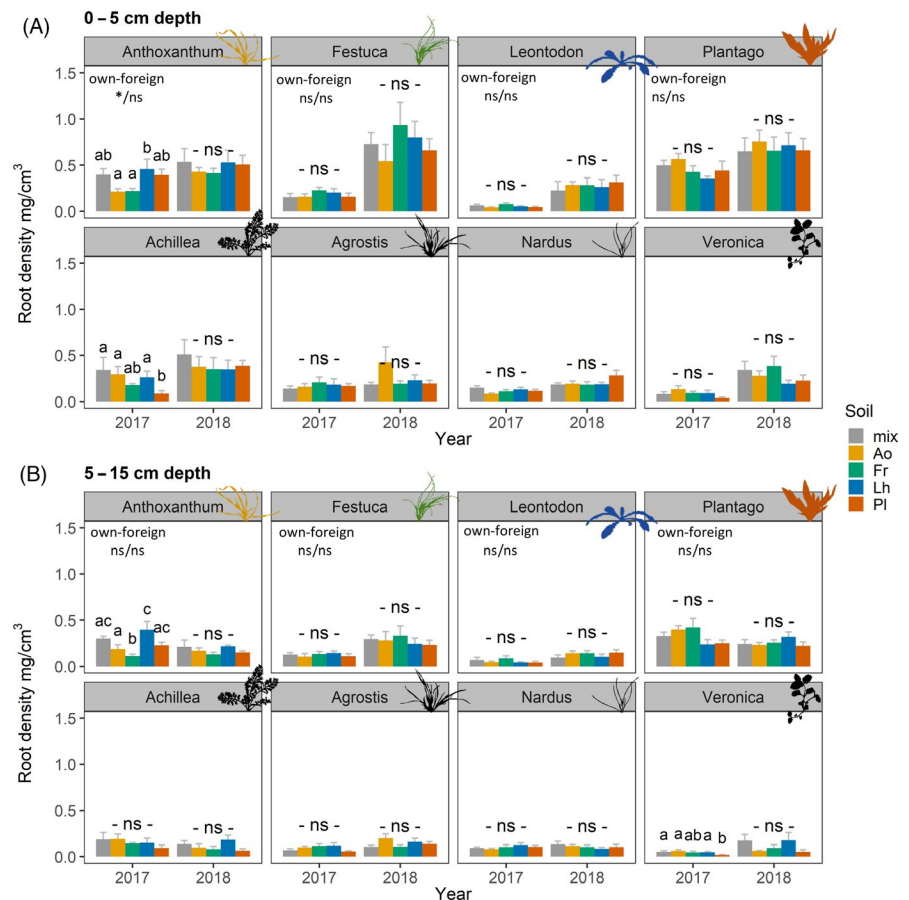 (A) 0 – 5 cm depth
Anthoxanthum Festuca Leontodon Plantago
own-foreign own-foreign own-foreign own-foreign
*/ns ns/ns ns/ns ns/ns
1.5
1.0
0.5
0.0
ab a a b ab - ns -
- ns - - ns -
- ns - - ns -
- ns - - ns -
Achillea Agrostis Nardus Veronica
1.5
1.0
0.5
0.0
a a ab a b - ns -
- ns - - ns -
- ns - - ns -
- ns - - ns -
Root density mg/cm³
2017 2018 2017 2018 2017 2018 2017 2018
Year
Soil
mix
Ao
Fr
Lh
Pl
(B) 5 – 15 cm depth
Anthoxanthum Festuca Leontodon Plantago
own-foreign own-foreign own-foreign own-foreign
ns/ns ns/ns ns/ns ns/ns
1.5
1.0
0.5
0.0
ac a b c ac - ns -
- ns - - ns -
- ns - - ns -
- ns - - ns -
Achillea Agrostis Nardus Veronica
1.5
1.0
0.5
0.0
- ns - - ns -
- ns - - ns -
- ns - - ns -
a a ab a b - ns -
Root density mg/cm³
2017 2018 2017 2018 2017 2018 2017 2018
Year